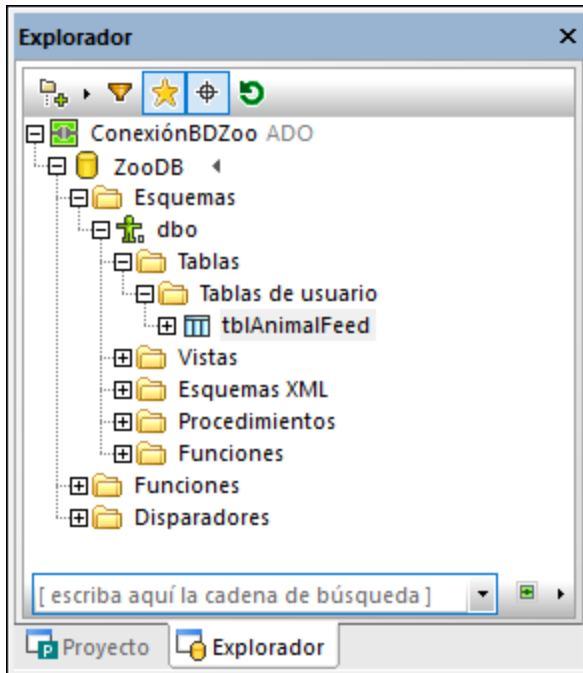 Explorador
ConexiónBDZoo ADO
ZooDB
Esquemas
dbo
Tablas
Tablas de usuario
tblAnimalFeed
Vistas
Esquemas XML
Procedimientos
Funciones
Funciones
Disparadores
[ escriba aquí la cadena de búsqueda ]
Proyecto Explorador